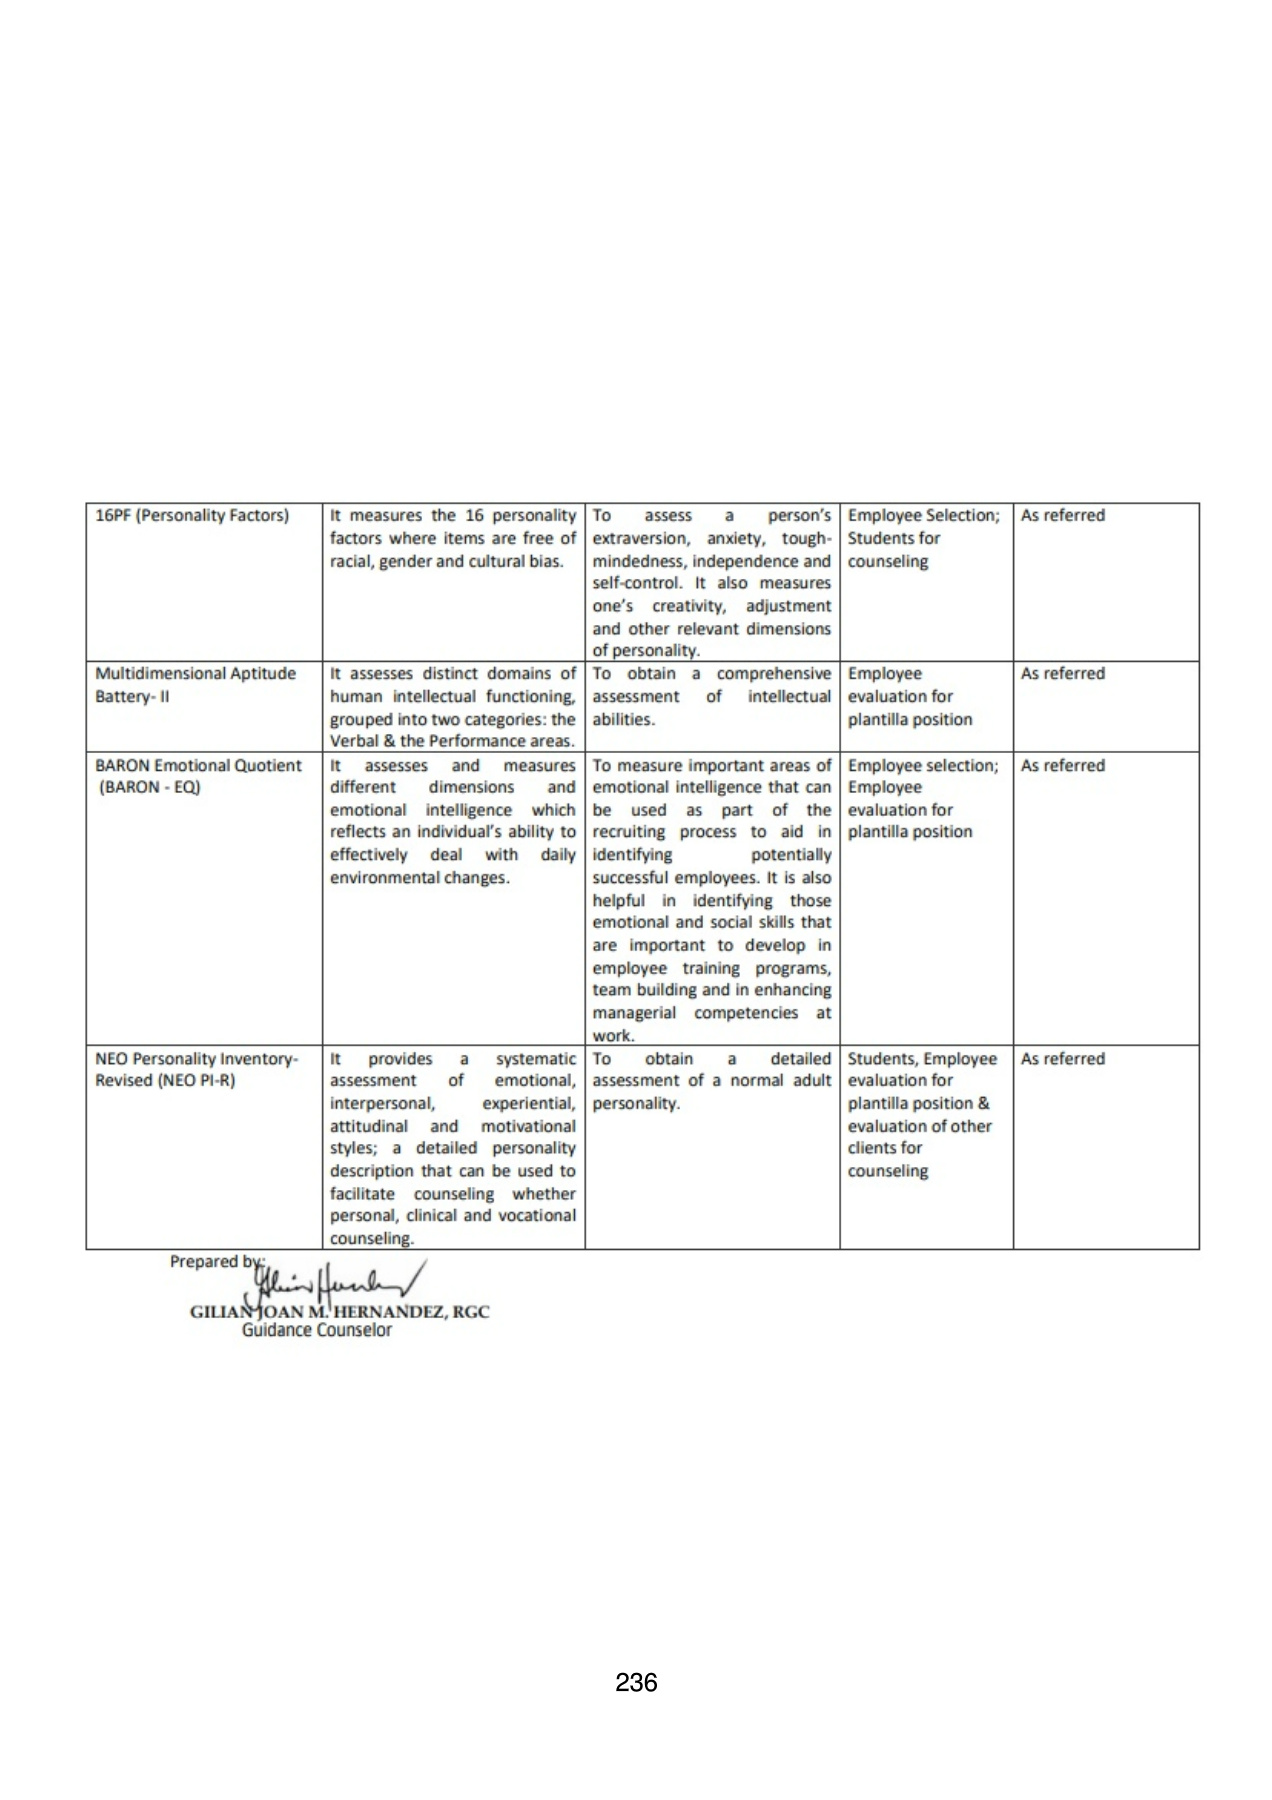 16PF (Personality Factors)
It measures the 16 personality
factors where items are free of
racial, gender and cultural bias.
To assess a person's
extraversion, anxiety, tough-
mindedness, independence and
self-control. It also measures
one's creativity, adjustment
and other relevant dimensions
of personality.
Employee Selection;
Students for
counseling
As referred
Multidimensional Aptitude
Battery- II
It assesses distinct domains of
human intellectual functioning,
grouped into two categories: the
Verbal & the Performance areas.
To obtain a comprehensive
assessment of intellectual
abilities.
Employee
evaluation for
plantilla position
As referred
BARON Emotional Quotient
(BARON - EQ)
It assesses and measures
different dimensions and
emotional intelligence which
reflects an individual's ability to
effectively deal with daily
environmental changes.
To measure important areas of
emotional intelligence that can
be used as part of the
recruiting process to aid in
identifying potentially
successful employees. It is also
helpful in identifying those
emotional and social skills that
are important to develop in
employee training programs,
team building and in enhancing
managerial competencies at
work.
Employee selection;
Employee
evaluation for
plantilla position
As referred
NEO Personality Inventory-
Revised (NEO PI-R)
It provides a systematic
assessment of emotional,
interpersonal, experiential,
attitudinal and motivational
styles; a detailed personality
description that can be used to
facilitate counseling whether
personal, clinical and vocational
counseling.
To obtain a detailed
assessment of a normal adult
personality.
Students, Employee
evaluation for
plantilla position &
evaluation of other
clients for
counseling
As referred
Prepared by:
GILIAN JOAN M. HERNANDEZ, RGC
Guidance Counselor
236